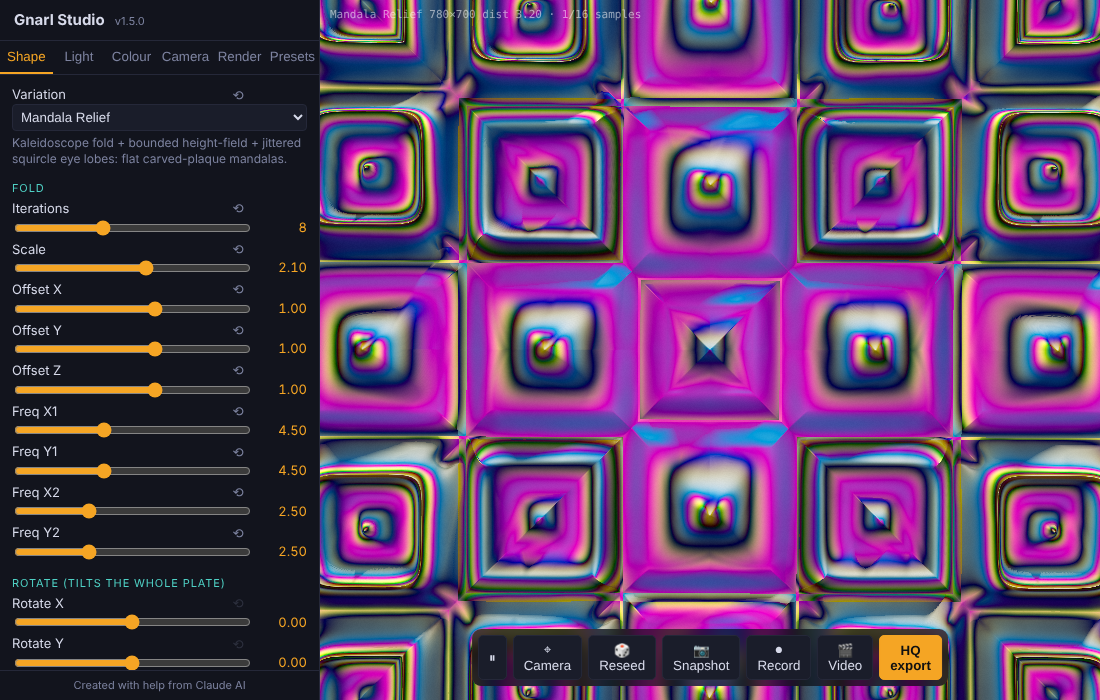 Gnarl Studio v1.5.0
Shape Light Colour Camera Render Presets
Variation
Mandala Relief
Kaleidoscope fold + bounded height-field + jittered
squircle eye lobes: flat carved-plaque mandalas.
FOLD
Iterations
8
Scale
2.10
Offset X
1.00
Offset Y
1.00
Offset Z
1.00
Freq X1
4.50
Freq Y1
4.50
Freq X2
2.50
Freq Y2
2.50
ROTATE (TILTS THE WHOLE PLATE)
Rotate X
0.00
Rotate Y
0.00
Created with help from Claude AI
Mandala Relief 780×700 dist 3.20 · 1/16 samples
Camera
Reseed
Snapshot
Record
Video
HQ
export